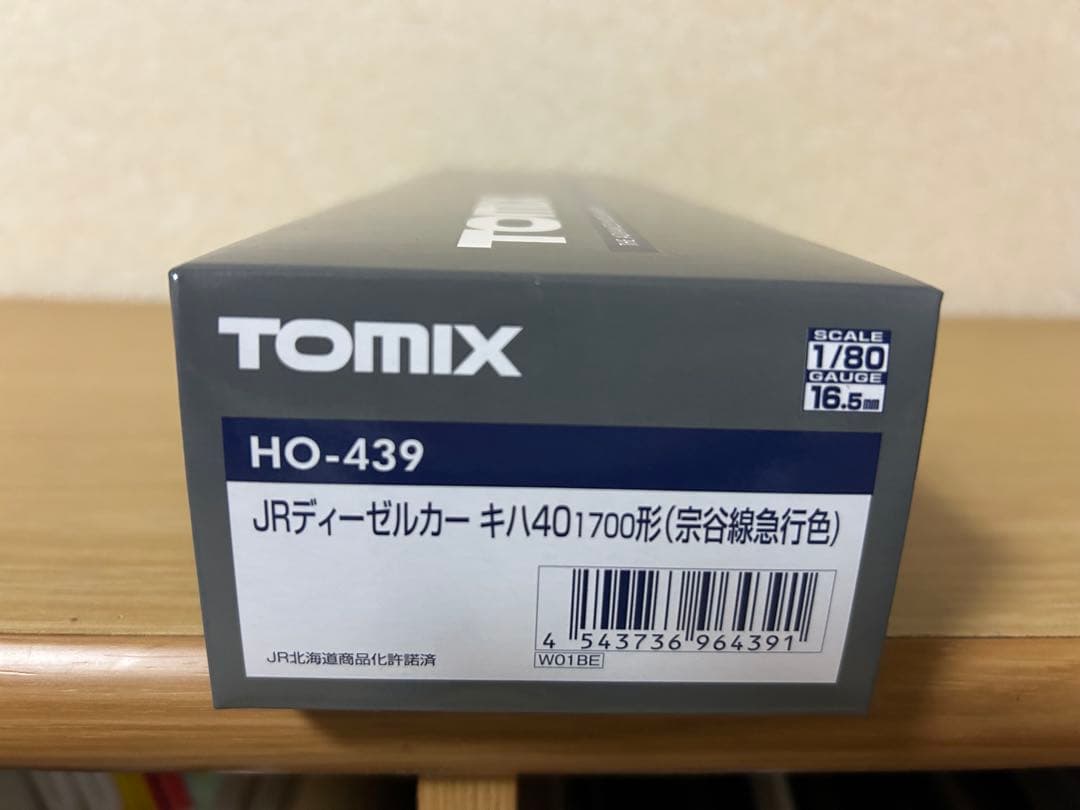 TOMIX
SCALE
1/80
GAUGE
16.5mm
HO-439
JRディーゼルカー キハ401700形(宗谷線急行色)
4 543736 964391
W01BE
JR北海道商品化許諾済